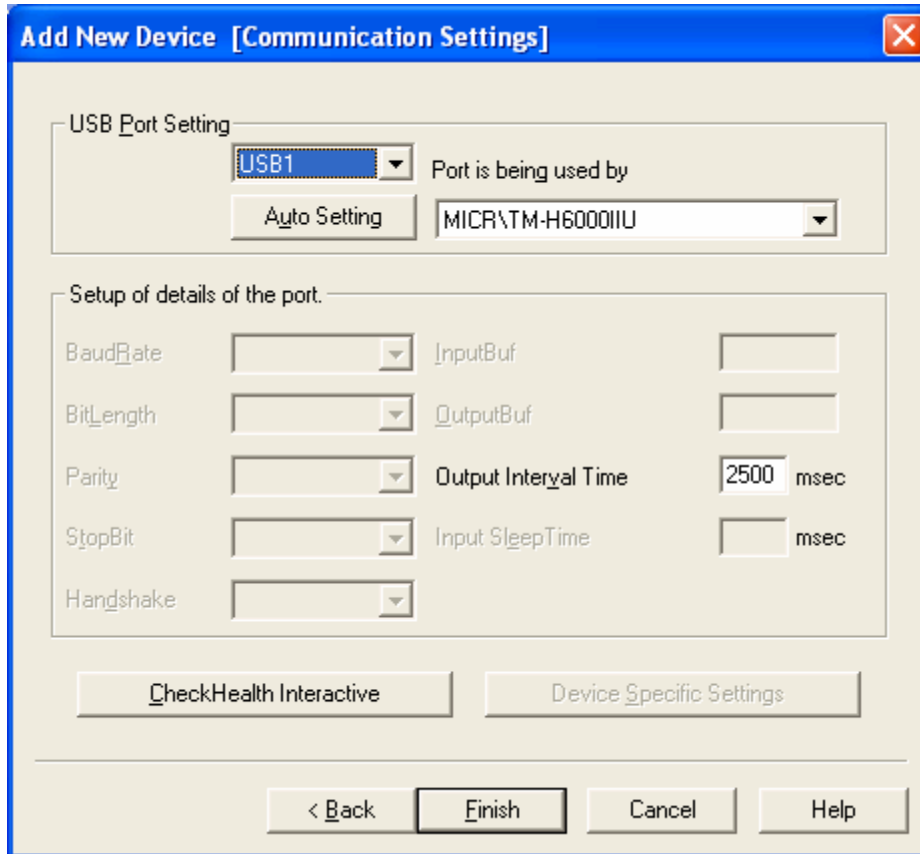 Add New Device [Communication Settings]
USB Port Setting
USB1
Port is being used by
Auto Setting
MICR\TM-H6000IIU
Setup of details of the port.
BaudRate
InputBuf
BitLength
OutputBuf
Parity
Output Interval Time 2500 msec
StopBit
Input SleepTime msec
Handshake
CheckHealth Interactive
Device Specific Settings
< Back
Finish
Cancel
Help